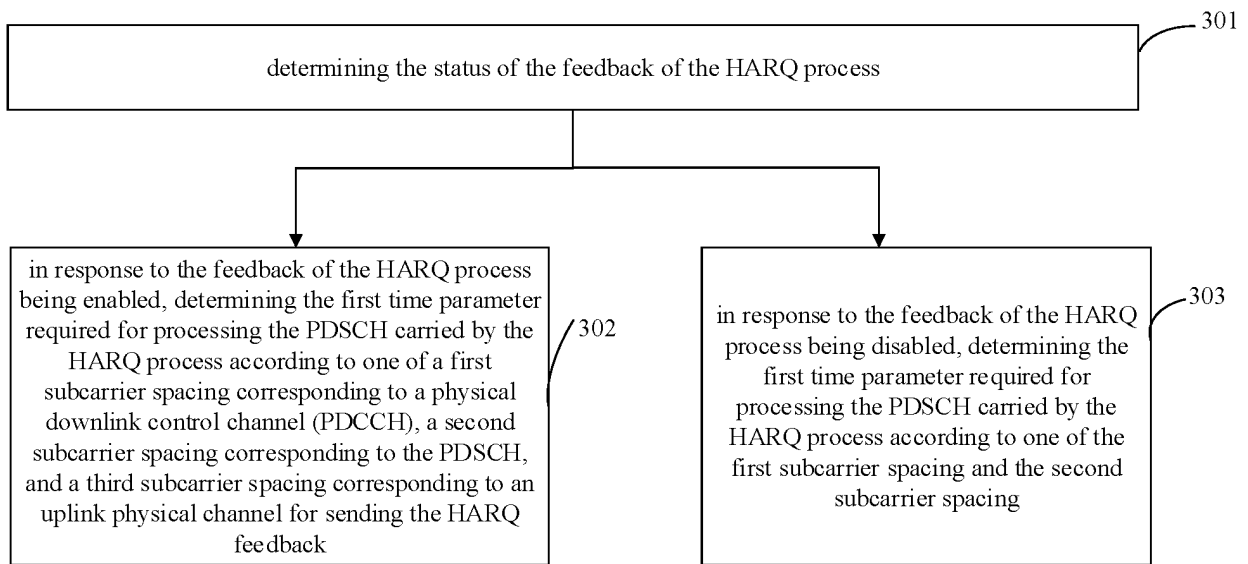 301
determining the status of the feedback of the HARQ process
in response to the feedback of the HARQ process
being enabled, determining the first time parameter
required for processing the PDSCH carried by the
HARQ process according to one of a first
subcarrier spacing corresponding to a physical
downlink control channel (PDCCH), a second
subcarrier spacing corresponding to the PDSCH,
and a third subcarrier spacing corresponding to an
uplink physical channel for sending the HARQ
feedback
302
in response to the feedback of the HARQ
process being disabled, determining the
first time parameter required for
processing the PDSCH carried by the
HARQ process according to one of the
first subcarrier spacing and the second
subcarrier spacing
303